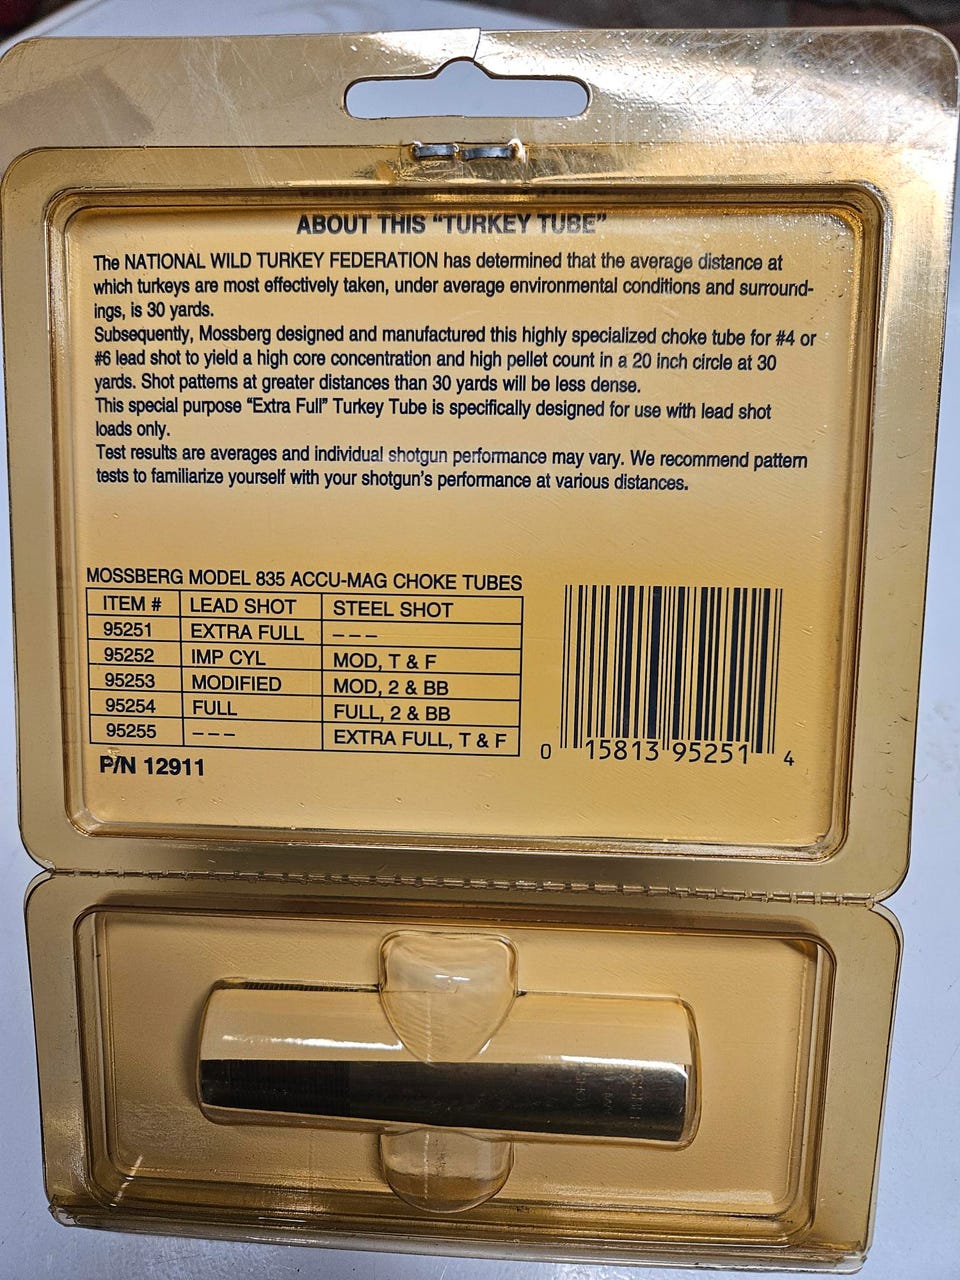 ABOUT THIS “TURKEY TUBE”
The NATIONAL WILD TURKEY FEDERATION has determined that the average distance at
which turkeys are most effectively taken, under average environmental conditions and surround-
ings, is 30 yards.
Subsequently, Mossberg designed and manufactured this highly specialized choke tube for #4 or
#6 lead shot to yield a high core concentration and high pellet count in a 20 inch circle at 30
yards. Shot patterns at greater distances than 30 yards will be less dense.
This special purpose “Extra Full” Turkey Tube is specifically designed for use with lead shot
loads only.
Test results are averages and individual shotgun performance may vary. We recommend pattern
tests to familiarize yourself with your shotgun’s performance at various distances.
MOSSBERG MODEL 835 ACCU-MAG CHOKE TUBES
ITEM # LEAD SHOT STEEL SHOT
95251 EXTRA FULL – – –
95252 IMP CYL MOD, T & F
95253 MODIFIED MOD, 2 & BB
95254 FULL FULL, 2 & BB
95255 – – – EXTRA FULL, T & F
P/N 12911
0 15813 95251 4